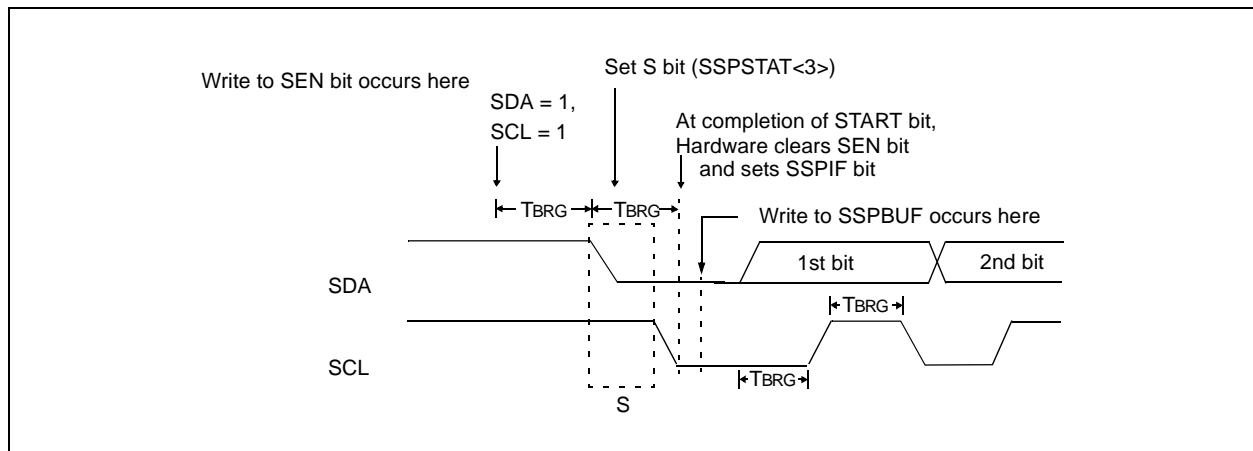 Write to SEN bit occurs here
Set S bit (SSPSTAT<3>)
SDA = 1,
SCL = 1
At completion of START bit,
Hardware clears SEN bit
and sets SSPIF bit
TBRG
TBRG
Write to SSPBUF occurs here
SDA
1st bit
2nd bit
TBRG
SCL
TBRG
S